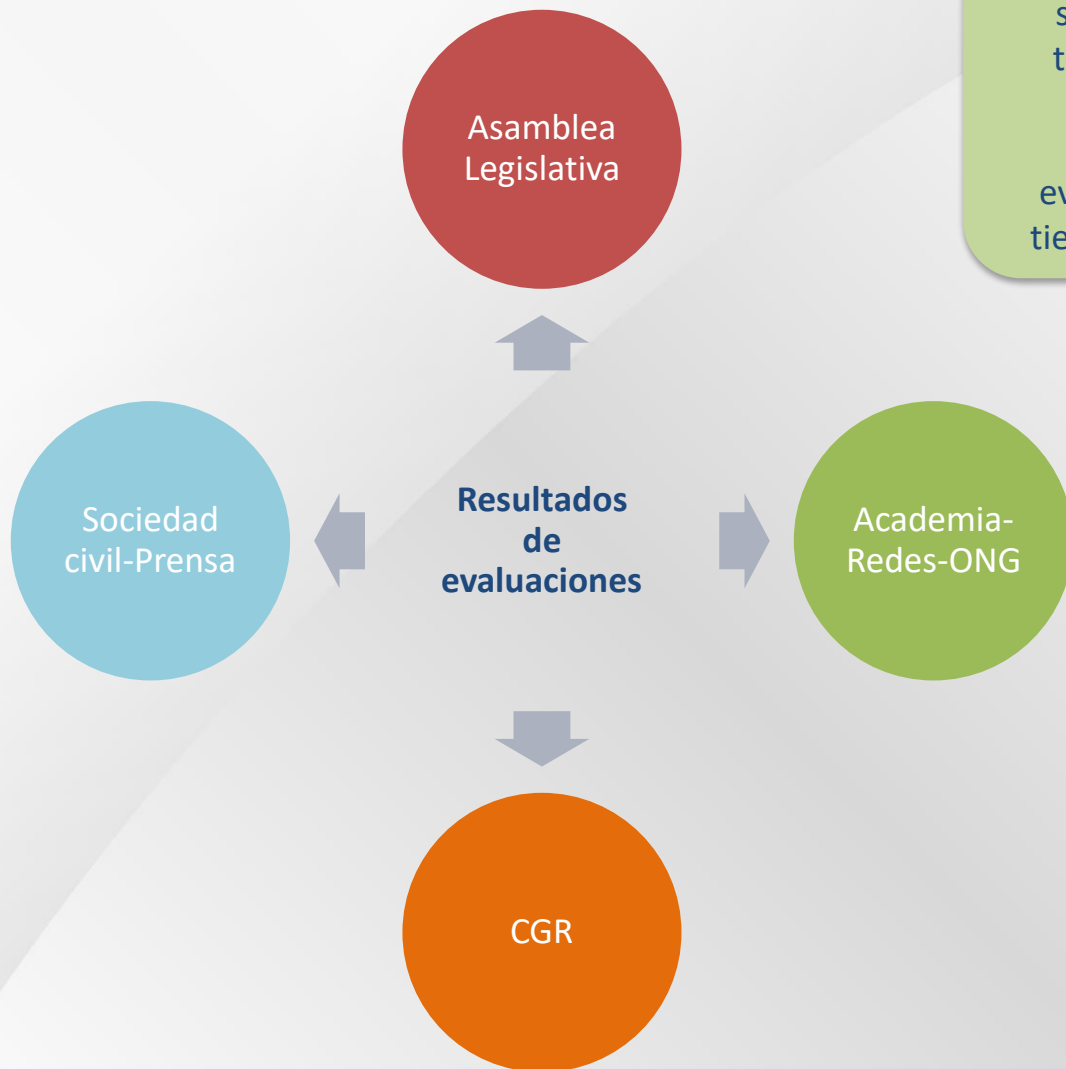 Asamblea
Legislativa
Sociedad
civil-Prensa
Resultados
de
evaluaciones
Academia-
Redes-ONG
CGR